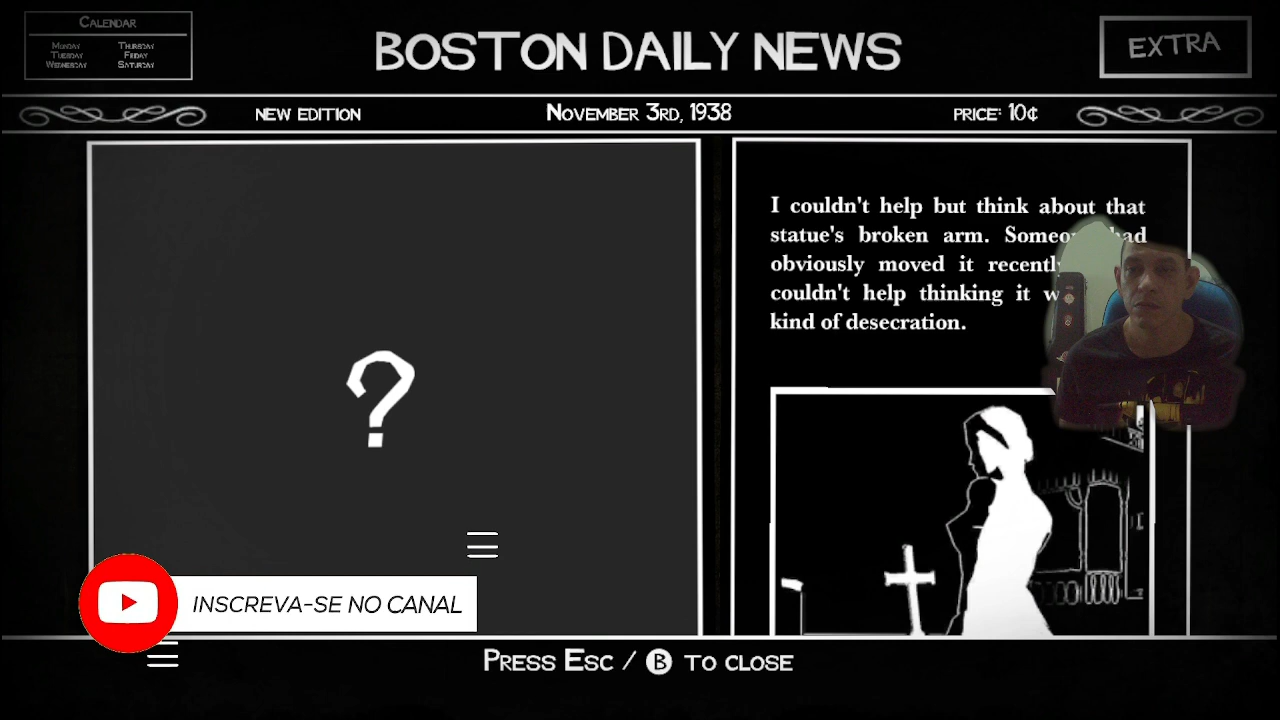 Calendar
Monday Thursday
Tuesday Friday
Wednesday Saturday
Boston Daily News
EXTRA
NEW EDITION
November 3rd, 1938
PRICE: 10¢
I couldn't help but think about that
statue's broken arm. had
obviously moved it recently
couldn't help thinking it
kind of desecration.
?
INSCREVA-SE NO CANAL
Press Esc / B to close